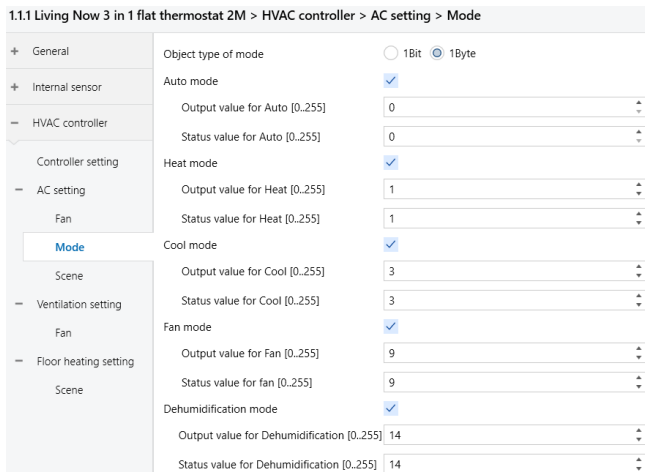 1.1.1 Living Now 3 in 1 flat thermostat 2M > HVAC controller > AC setting > Mode
+ General
+ Internal sensor
− HVAC controller
Controller setting
− AC setting
Fan
Mode
Scene
− Ventilation setting
Fan
− Floor heating setting
Scene
Object type of mode 1Bit 1Byte
Auto mode
Output value for Auto [0..255] 0
Status value for Auto [0..255] 0
Heat mode
Output value for Heat [0..255] 1
Status value for Heat [0..255] 1
Cool mode
Output value for Cool [0..255] 3
Status value for Cool [0..255] 3
Fan mode
Output value for Fan [0..255] 9
Status value for fan [0..255] 9
Dehumidification mode
Output value for Dehumidification [0..255] 14
Status value for Dehumidification [0..255] 14